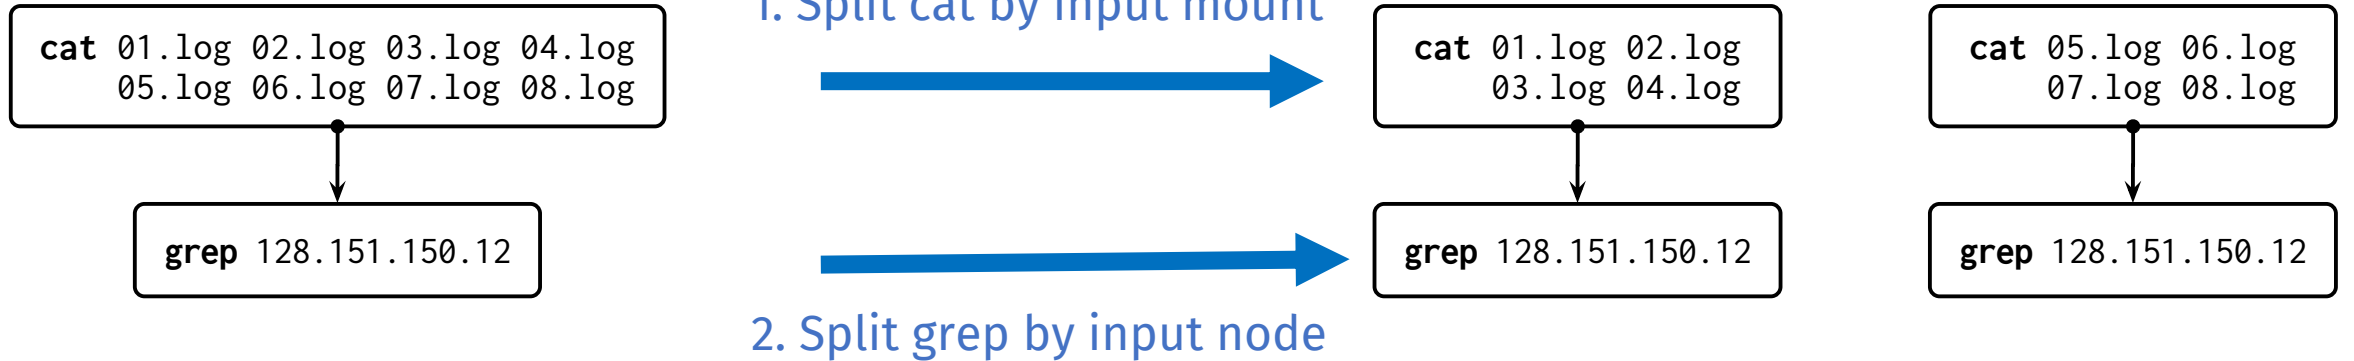 cat 01.log 02.log 03.log 04.log
05.log 06.log 07.log 08.log
grep 128.151.150.12
1. Split cat by input mount
2. Split grep by input node
cat 01.log 02.log
03.log 04.log
grep 128.151.150.12
cat 05.log 06.log
07.log 08.log
grep 128.151.150.12